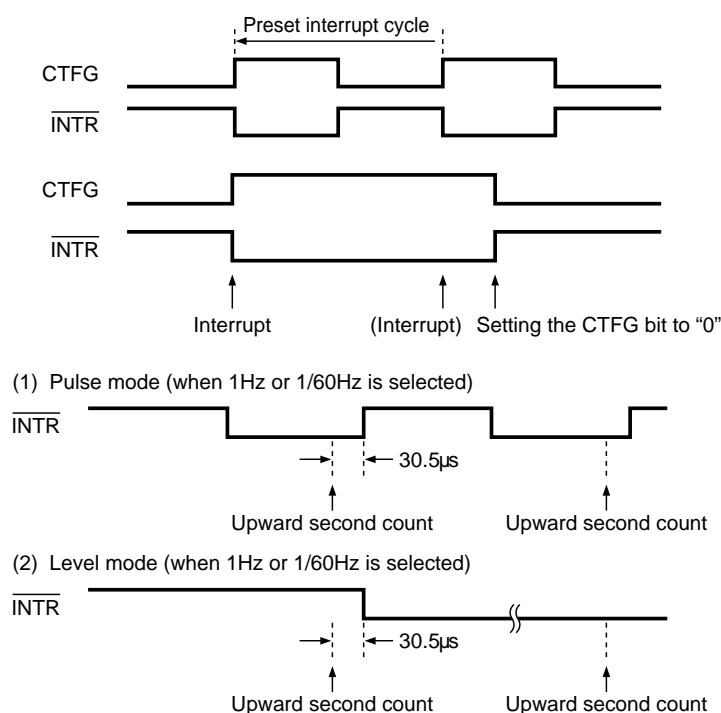 Preset interrupt cycle
CTFG
INTR
CTFG
INTR
Interrupt (Interrupt) Setting the CTFG bit to “0”
(1) Pulse mode (when 1Hz or 1/60Hz is selected)
INTR
30.5µs
Upward second count Upward second count
(2) Level mode (when 1Hz or 1/60Hz is selected)
INTR
30.5µs
Upward second count Upward second count